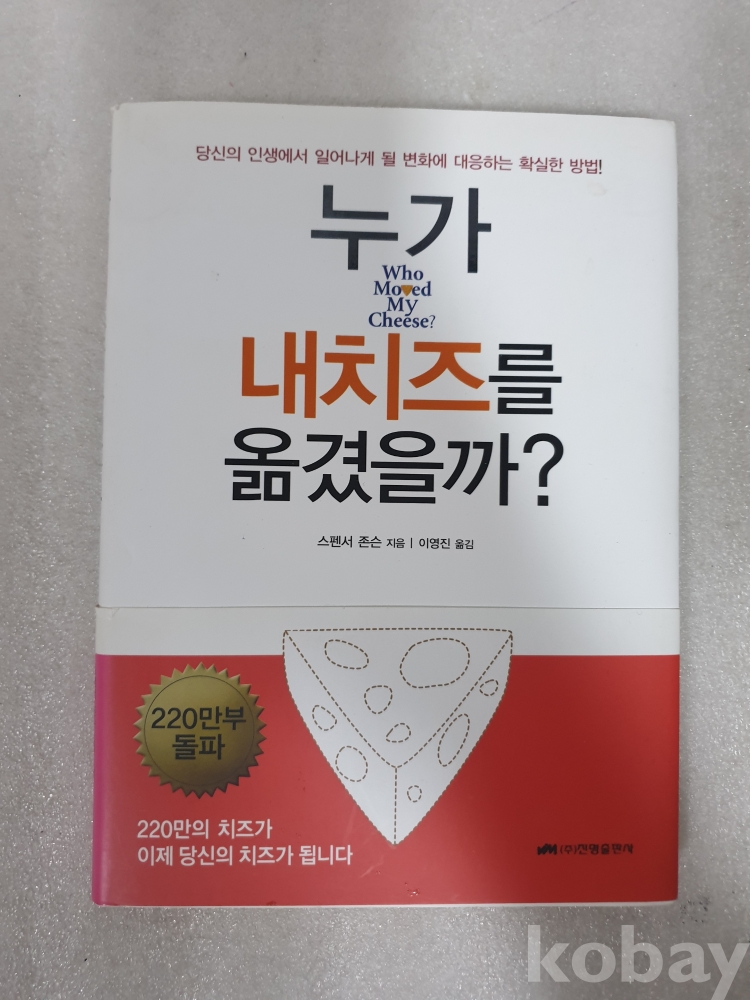 당신의 인생에서 일어나게 될 변화에 대응하는 확실한 방법!
누가
Who
Moved
My
Cheese?
내치즈를
옮겼을까?
스펜서 존슨 지음 | 이영진 옮김
220만부
돌파
220만의 치즈가
이제 당신의 치즈가 됩니다
(주)진명출판사
kobay